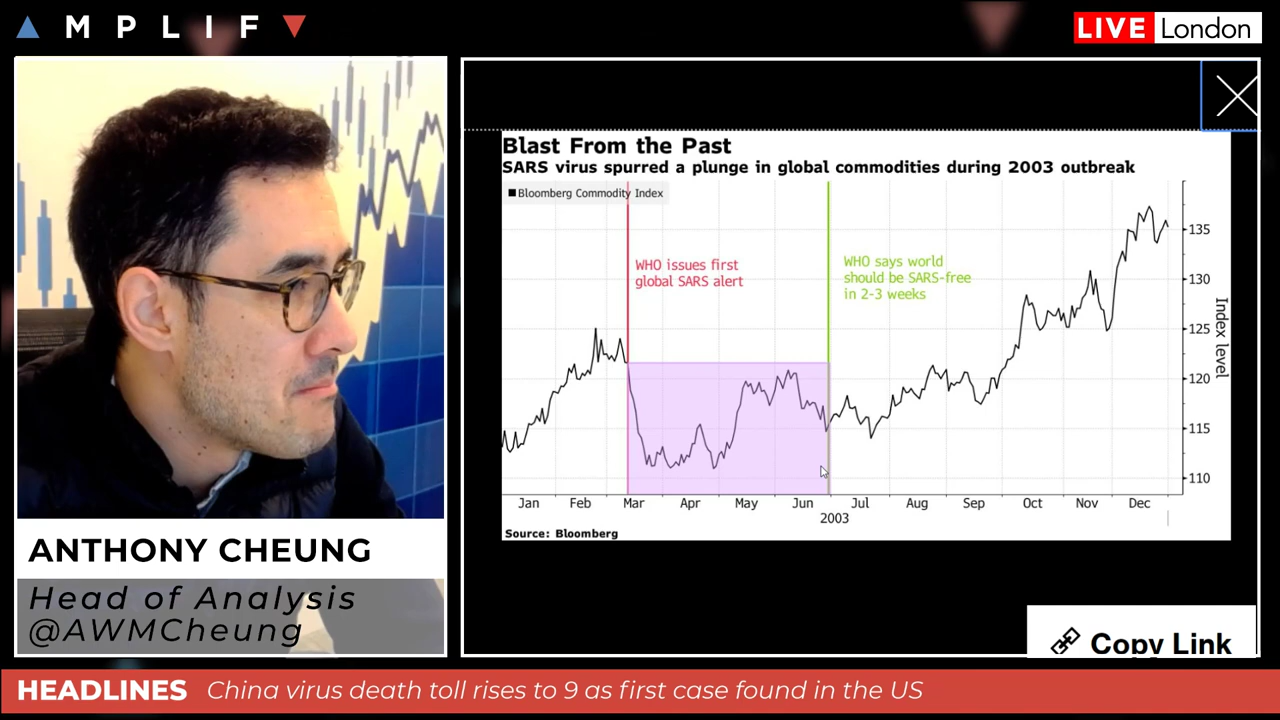 AMPLIFY
LIVE London
Blast From the Past
SARS virus spurred a plunge in global commodities during 2003 outbreak
Bloomberg Commodity Index
WHO issues first
global SARS alert
WHO says world
should be SARS-free
in 2-3 weeks
135
130
125
120
115
110
Index level
Jan Feb Mar Apr May Jun Jul Aug Sep Oct Nov Dec
2003
Source: Bloomberg
Copy Link
ANTHONY CHEUNG
Head of Analysis
@AWMCheung
HEADLINES China virus death toll rises to 9 as first case found in the US